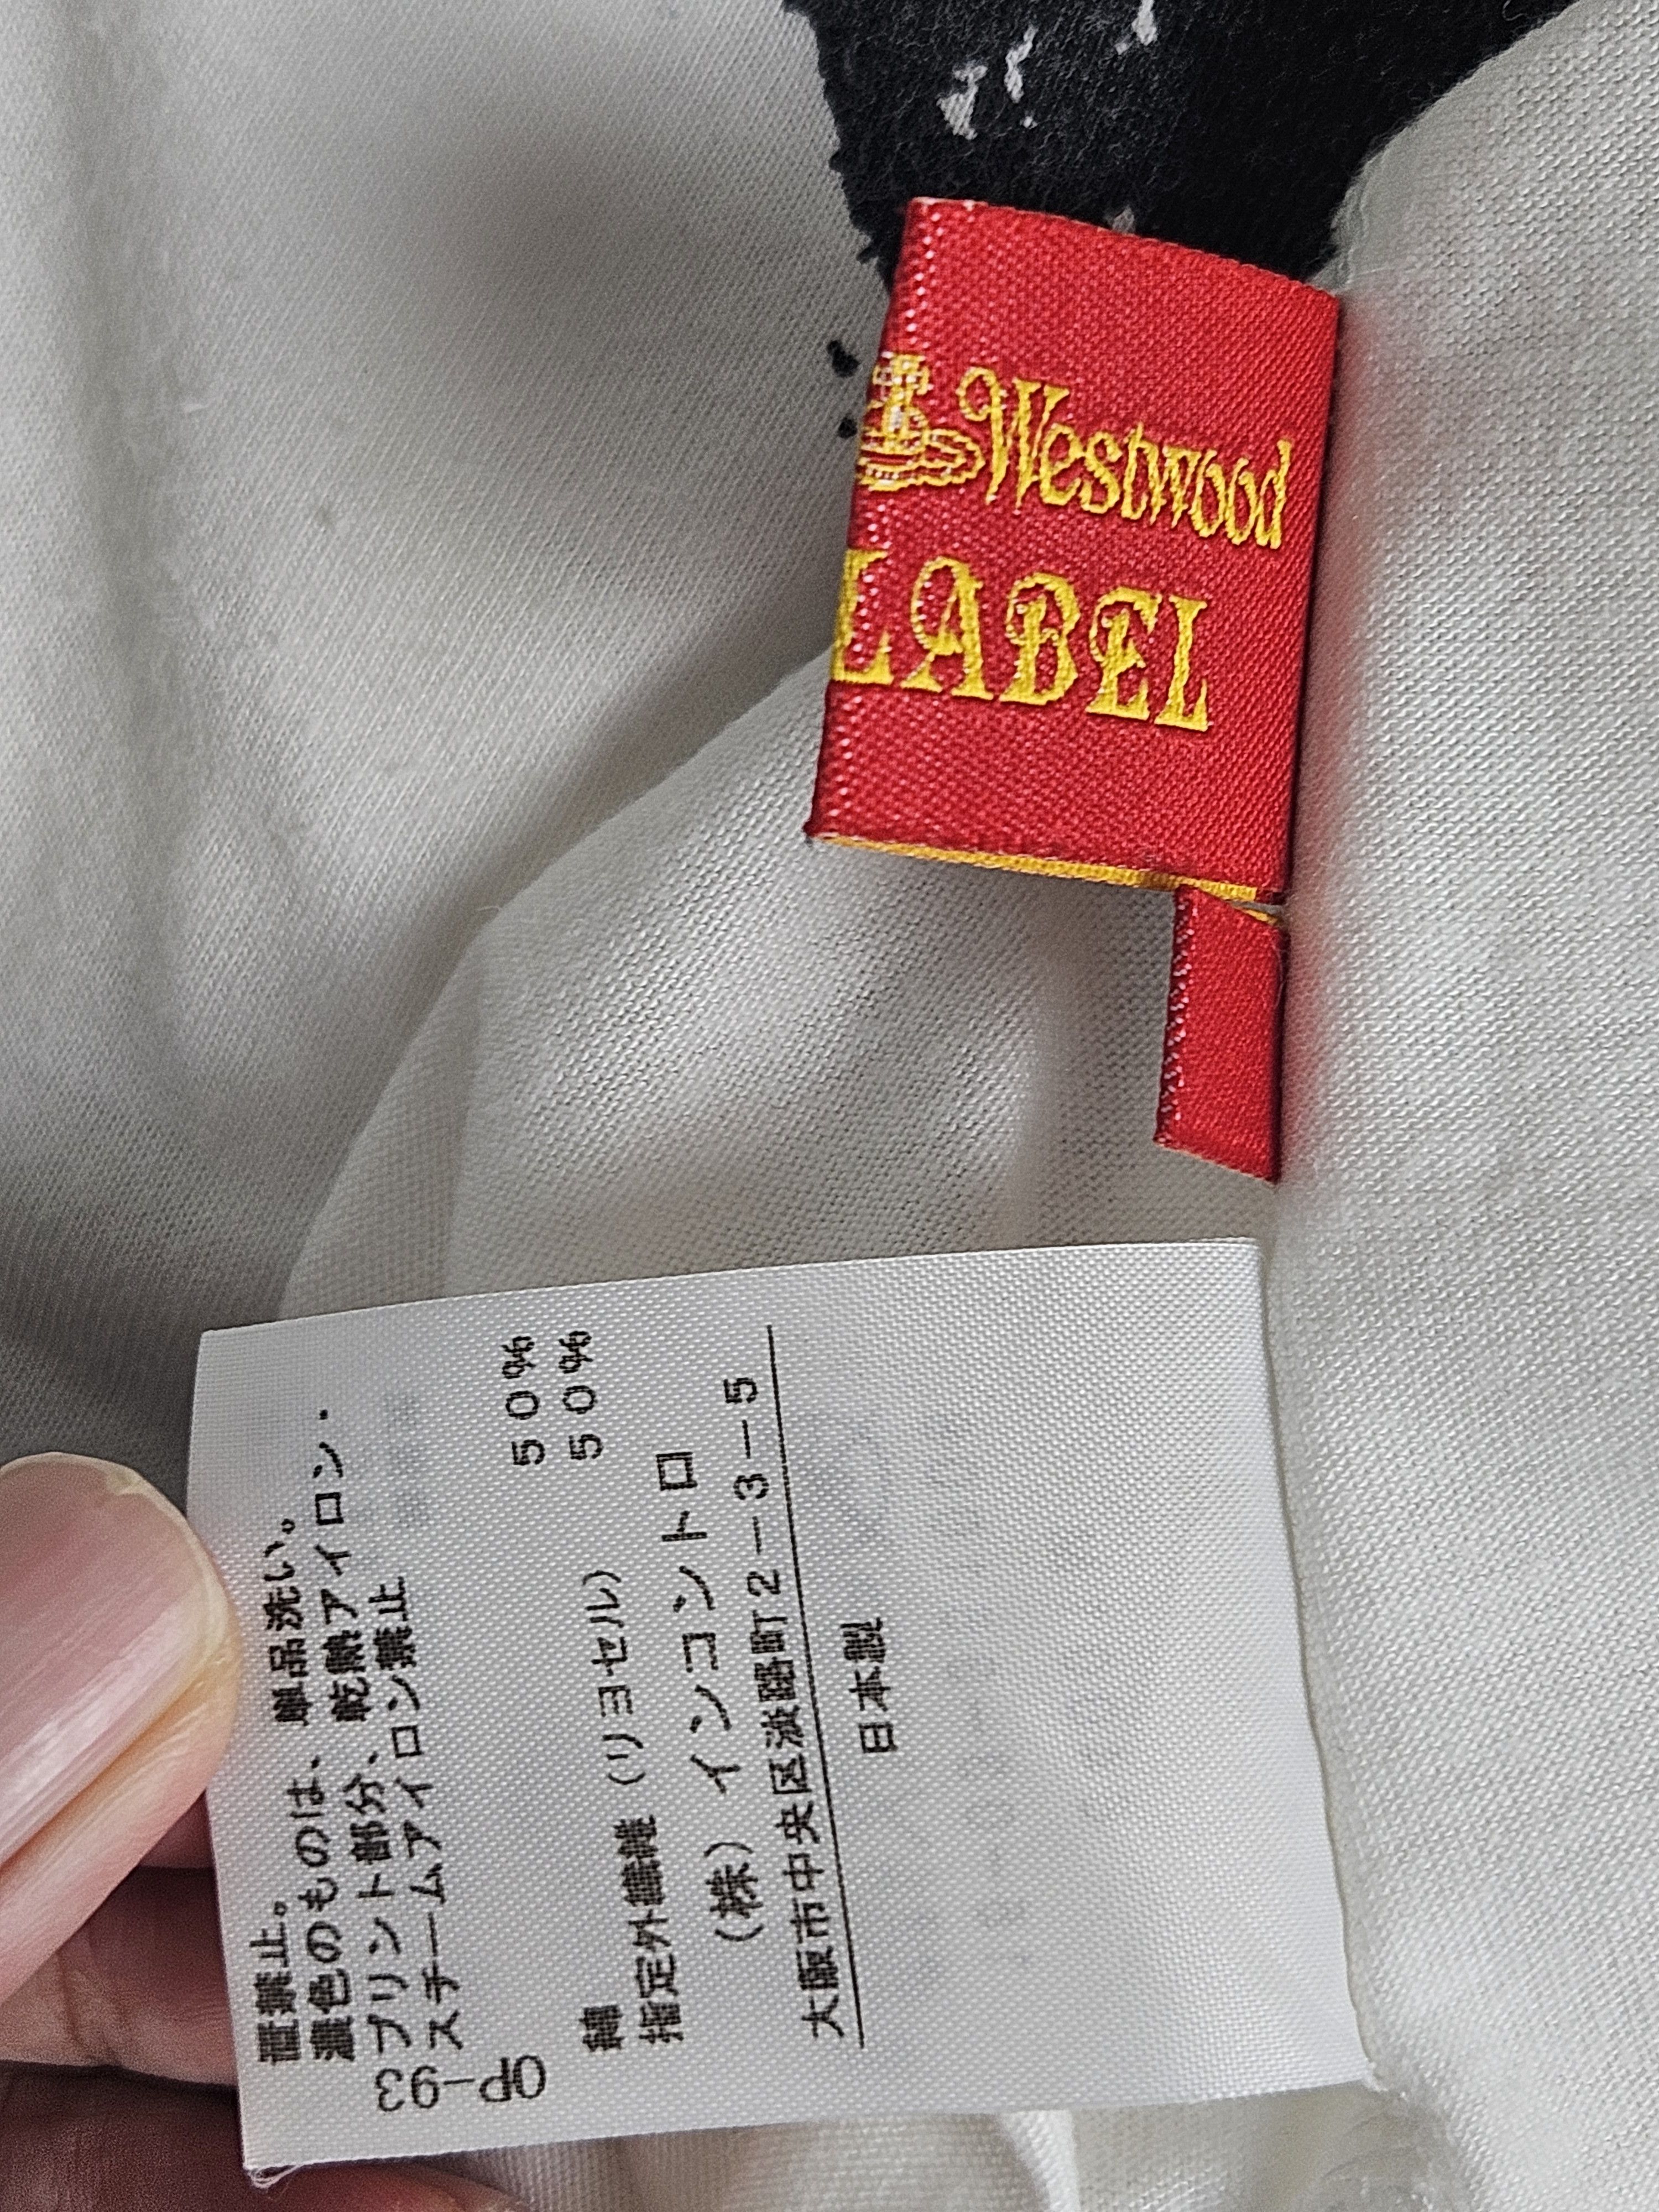 Westwood
LABEL
置禁止。
濃色のものは、単品洗い。
プリント部分、乾熱アイロン・
スチームアイロン禁止
OP-93
綿 50%
指定外繊維（リヨセル） 50%
（株）インコントロ
大阪市中央区淡路町2-3-5
日本製